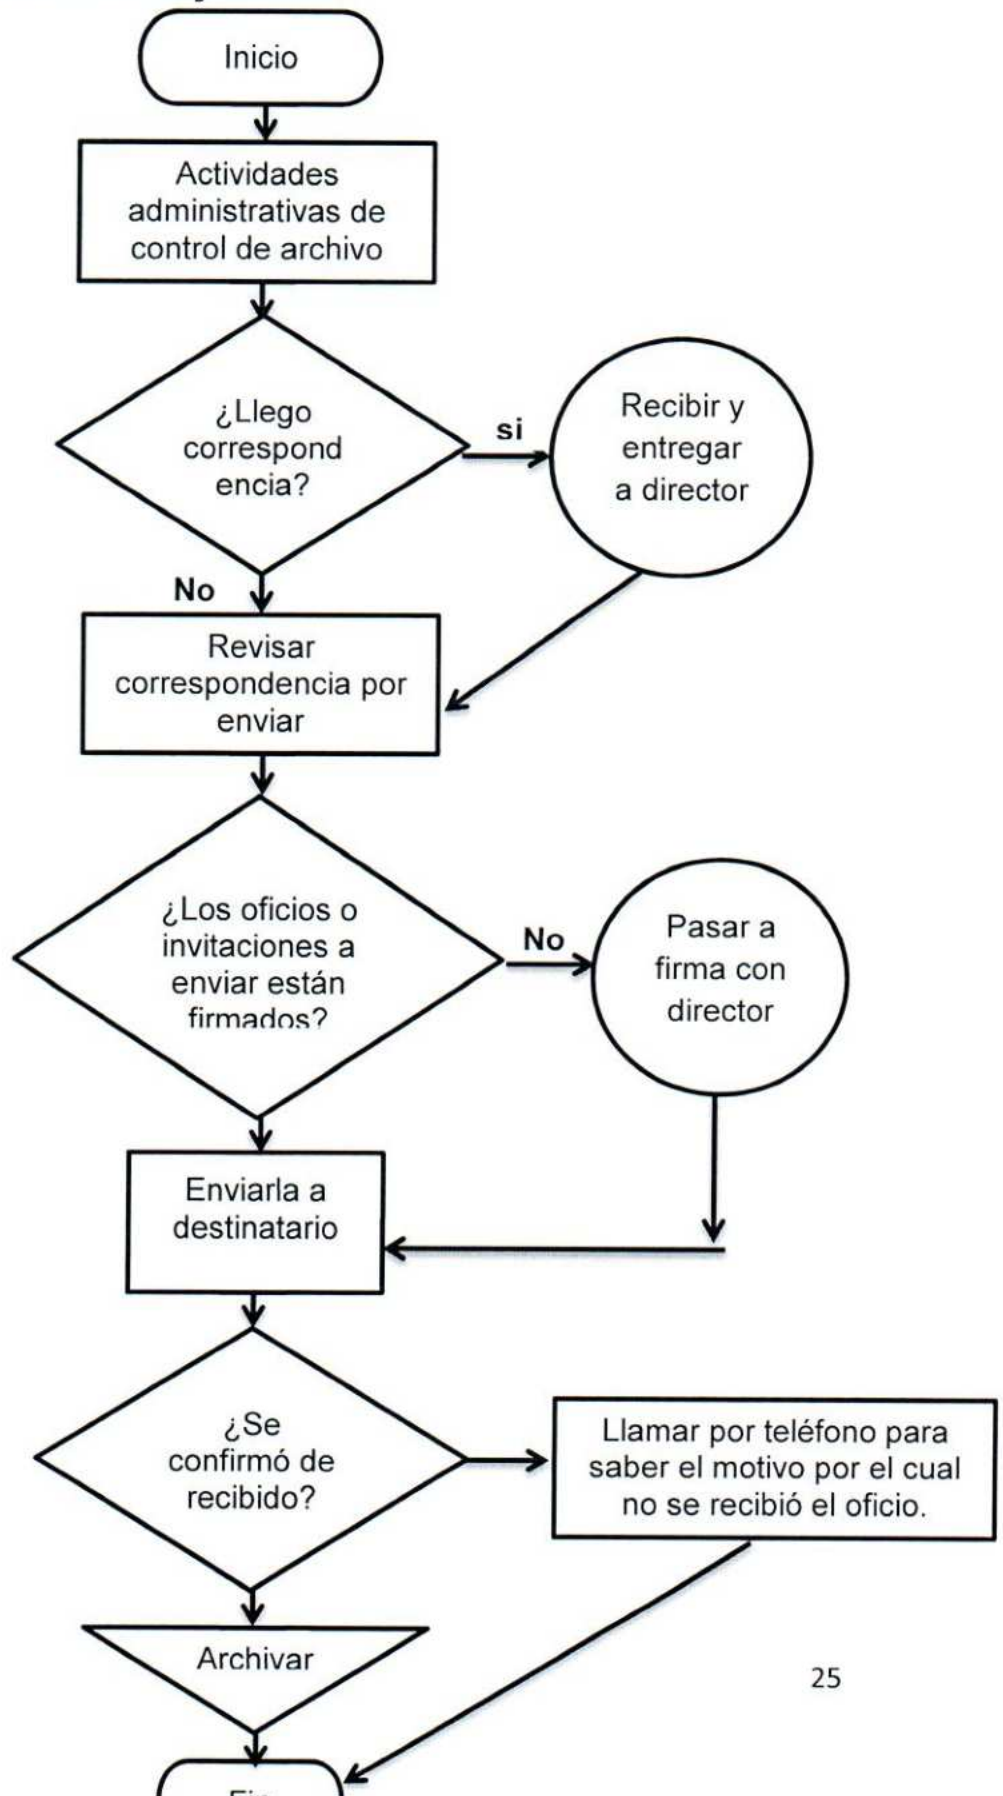 Inicio
Actividades
administrativas de
control de archivo
¿Llego
correspond
encia?
si
Recibir y
entregar
a director
No
Revisar
correspondencia por
enviar
¿Los oficios o
invitaciones a
enviar están
firmados?
No
Pasar a
firma con
director
Enviarla a
destinatario
¿Se
confirmó de
recibido?
Llamar por teléfono para
saber el motivo por el cual
no se recibió el oficio.
Archivar
25